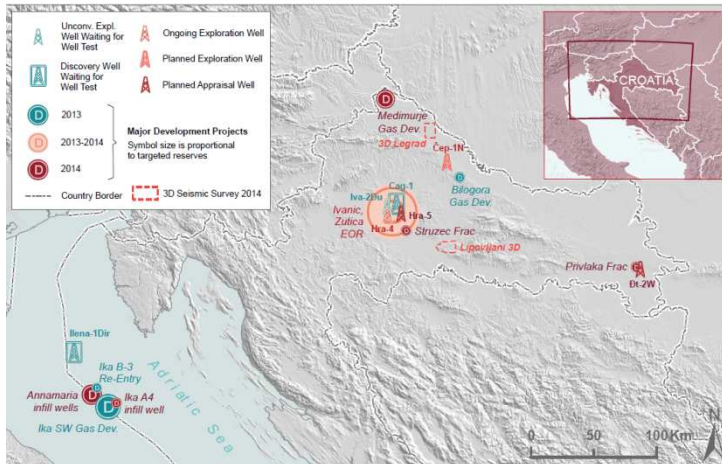 Unconv. Expl.
Well Waiting for
Well Test
Ongoing Exploration Well
Planned Exploration Well
Discovery Well
Waiting for
Well Test
Planned Appraisal Well
D
2013
D
2013-2014
D
2014
Major Development Projects
Symbol size is proportional
to targeted reserves
Country Border
3D Seismic Survey 2014
CROATIA
D
Medimurje
Gas Dev.
3D Legrad
Čep-1N
D
Bilogora
Gas Dev.
Cag-1
Iva-2Du
Ivanic,
Zutica
EOR
Hra-5
Hra-4
Struzec Frac
Lipovljani 3D
Privlaka Frac
Đt-2W
Ilena-1Dir
Ika B-3
Re-Entry
D
D
Annamaria
infill wells
D
D
Ika A4
infill well
Ika SW Gas Dev.
Adriatic Sea
0 50 100Km
N